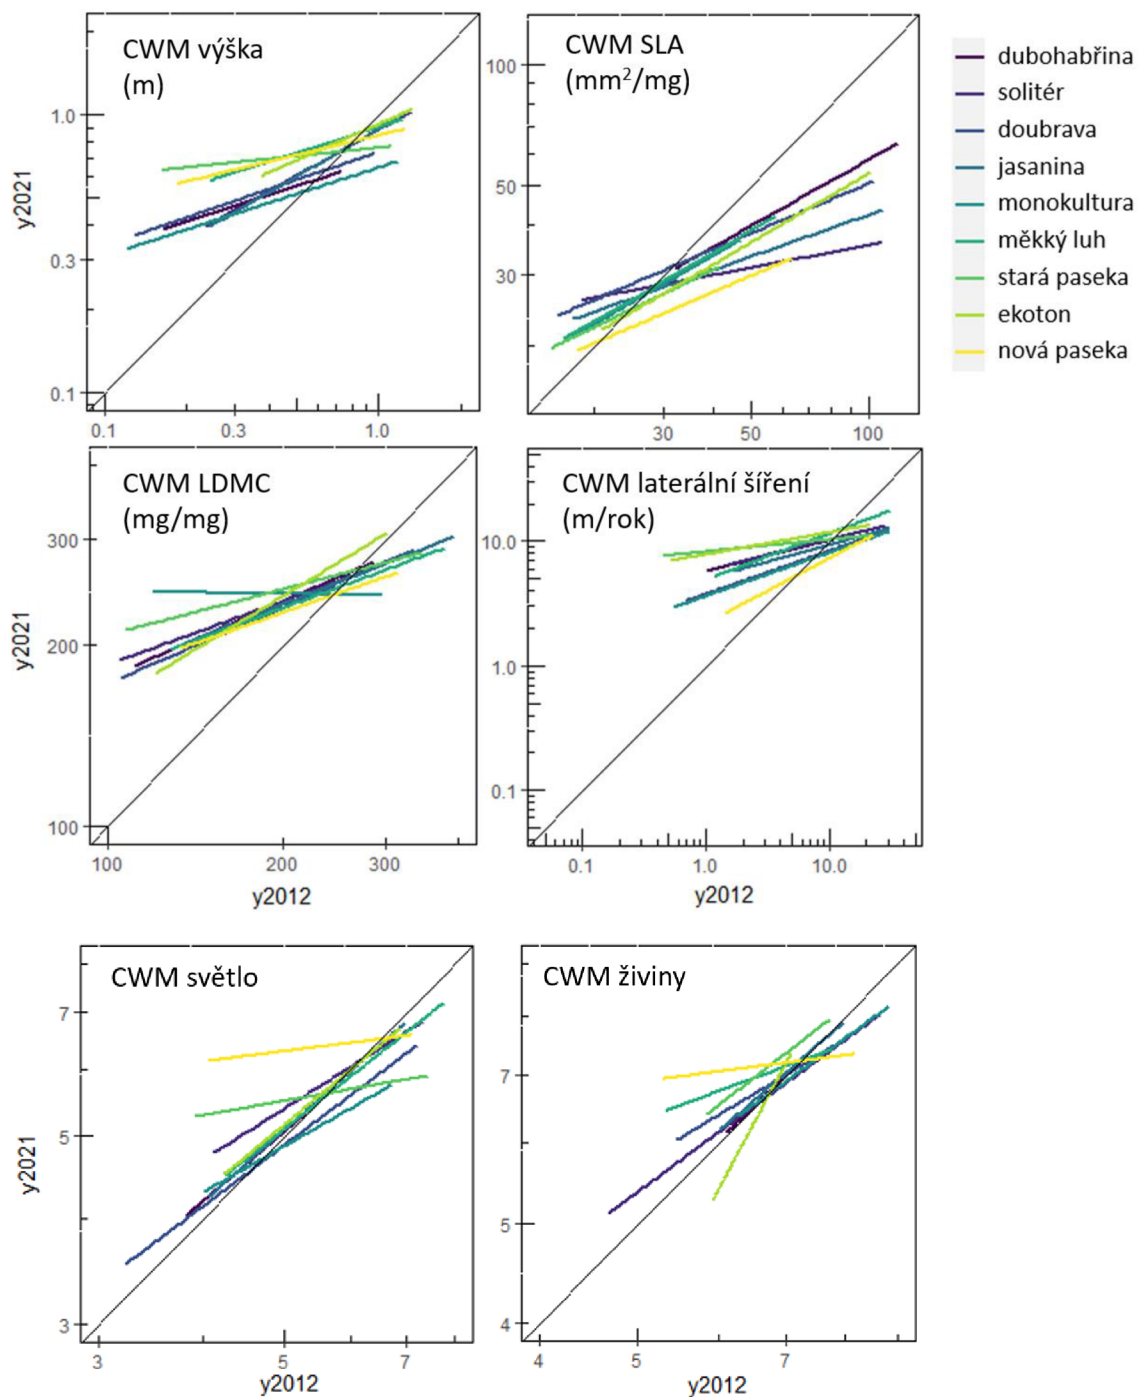 CWM výška
(m)
1.0
0.3
0.1
y2021
0.1 0.3 1.0
CWM SLA
(mm²/mg)
100
50
30
30 50 100
dubohabřina
solitér
doubrava
jasanina
monokultura
měkký luh
stará paseka
ekoton
nová paseka
CWM LDMC
(mg/mg)
300
200
100
y2021
100 200 300
y2012
CWM laterální šíření
(m/rok)
10.0
1.0
0.1
0.1 1.0 10.0
y2012
CWM světlo
7
5
3
y2021
3 5 7
y2012
CWM živiny
7
5
4
4 5 7
y2012